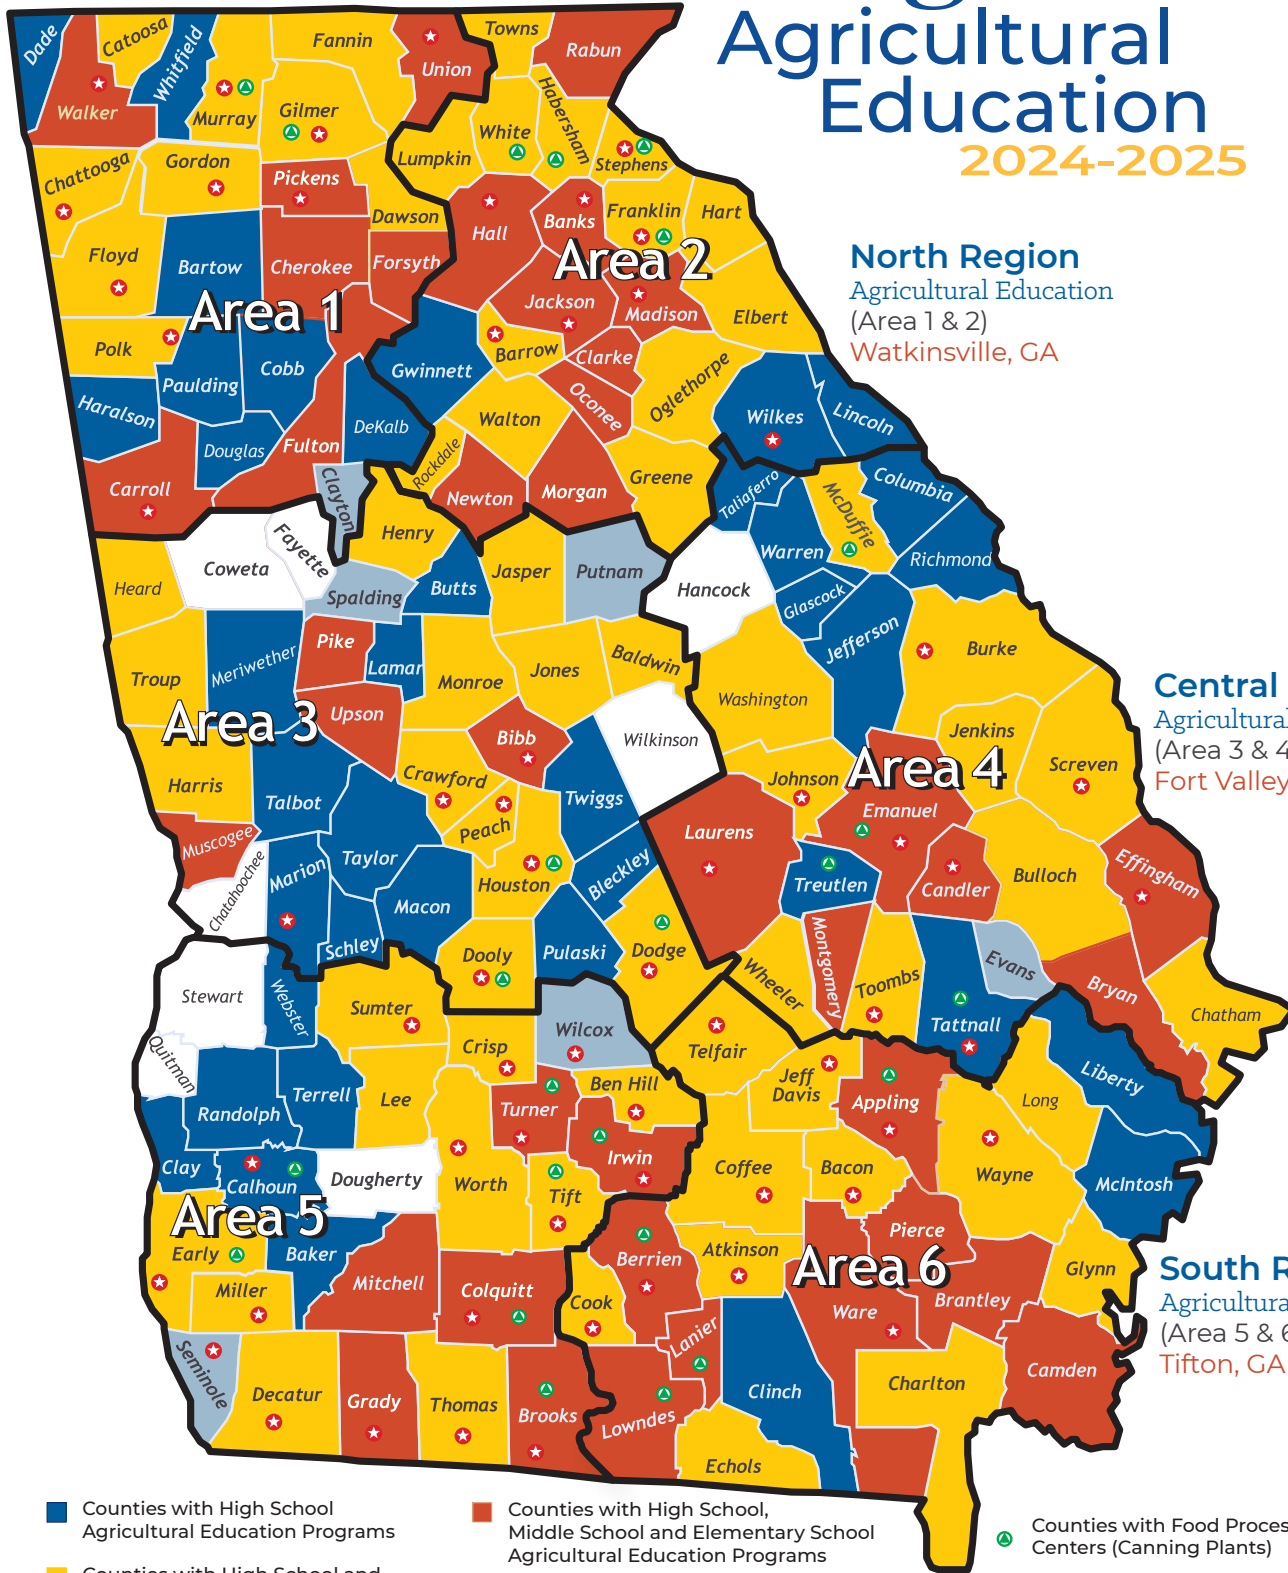 Agricultural
Education
2024-2025
North Region
Agricultural Education
(Area 1 & 2)
Watkinsville, GA
Central
Agricultural
(Area 3 & 4
Fort Valley
South R
Agricultura
(Area 5 & 6
Tifton, GA
Area 1
Dade
Catoosa
Whitfield
Fannin
Union
Walker
Murray
Gilmer
Chattooga
Gordon
Pickens
Dawson
Floyd
Bartow
Cherokee
Forsyth
Polk
Paulding
Cobb
Haralson
Douglas
Fulton
DeKalb
Carroll
Clayton
Area 2
Towns
Rabun
Habersham
White
Lumpkin
Stephens
Hall
Banks
Franklin
Hart
Jackson
Madison
Elbert
Gwinnett
Barrow
Clarke
Oconee
Oglethorpe
Walton
Rockdale
Newton
Morgan
Greene
Wilkes
Lincoln
Area 3
Heard
Coweta
Fayette
Henry
Spalding
Butts
Jasper
Putnam
Troup
Meriwether
Pike
Lamar
Monroe
Jones
Baldwin
Upson
Bibb
Wilkinson
Harris
Talbot
Crawford
Peach
Twiggs
Muscogee
Chatahoochee
Marion
Taylor
Houston
Bleckley
Macon
Schley
Dooly
Pulaski
Dodge
Area 4
Taliaferro
McDuffie
Columbia
Warren
Richmond
Hancock
Glascock
Jefferson
Burke
Washington
Jenkins
Screven
Johnson
Emanuel
Laurens
Treutlen
Candler
Bulloch
Effingham
Montgomery
Wheeler
Toombs
Evans
Tattnall
Bryan
Chatham
Area 5
Stewart
Webster
Sumter
Crisp
Wilcox
Quitman
Randolph
Terrell
Lee
Turner
Ben Hill
Irwin
Clay
Calhoun
Dougherty
Worth
Tift
Early
Baker
Miller
Mitchell
Colquitt
Seminole
Decatur
Grady
Thomas
Brooks
Area 6
Telfair
Jeff
Davis
Appling
Long
Liberty
Coffee
Bacon
Wayne
McIntosh
Berrien
Atkinson
Pierce
Cook
Ware
Brantley
Glynn
Lanier
Clinch
Charlton
Camden
Lowndes
Echols
Counties with High School
Agricultural Education Programs
Counties with High School,
Middle School and Elementary School
Agricultural Education Programs
Counties with Food Proces
Centers (Canning Plants)
Counties with High School and